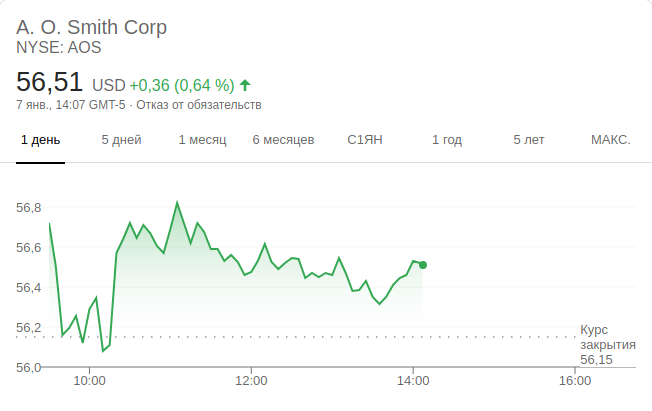 A. O. Smith Corp
NYSE: AOS
56,51 USD +0,36 (0,64 %)
7 янв., 14:07 GMT-5 · Отказ от обязательств
1 день 5 дней 1 месяц 6 месяцев С1ЯН 1 год 5 лет МАКС.
56,8
56,6
56,4
56,2
Курс
закрытия
56,15
56,0
10:00 12:00 14:00 16:00